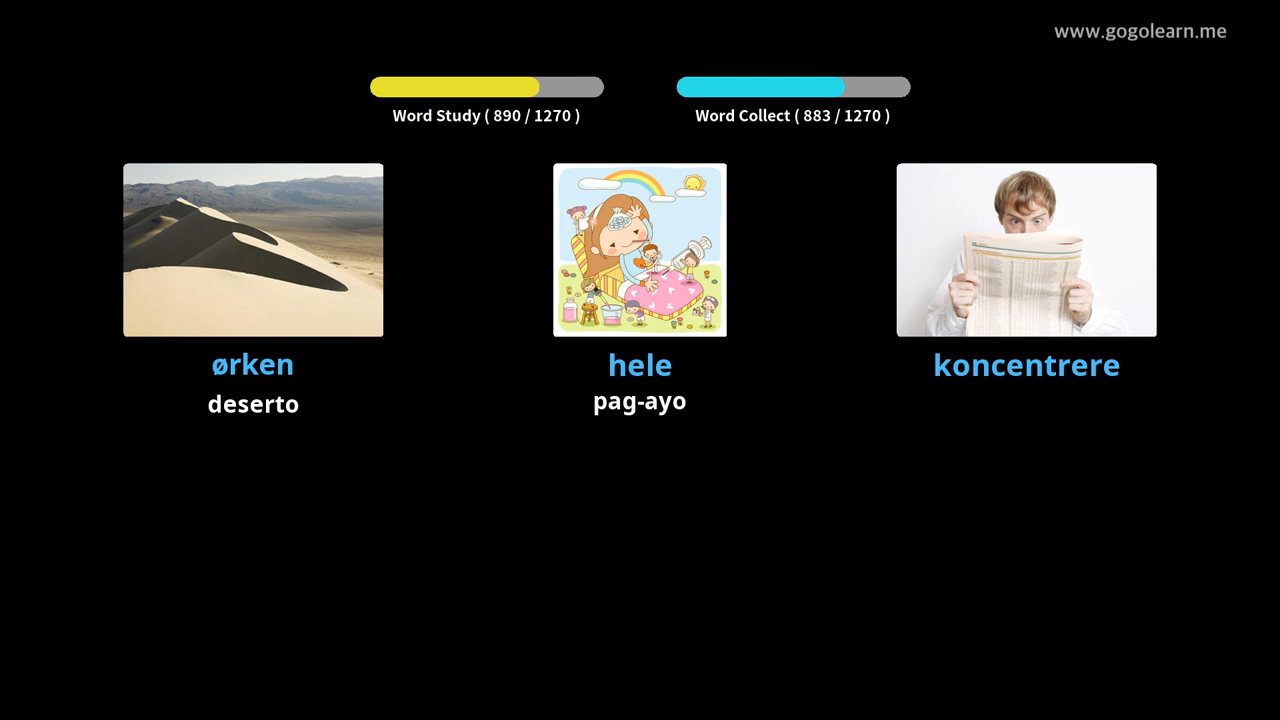 www.gogolearn.me
Word Study ( 890 / 1270 )
Word Collect ( 883 / 1270 )
ørken
deserto
hele
pag-ayo
koncentrere